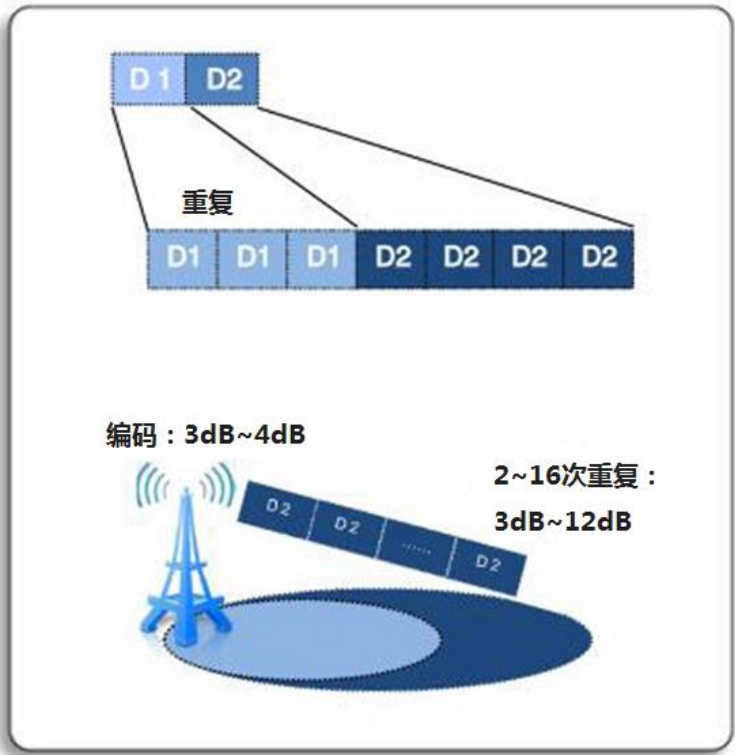 D 1 D2
重复
D1 D1 D1 D2 D2 D2 D2
编码：3dB~4dB
2~16次重复：
3dB~12dB
D2 D2 ...... D2